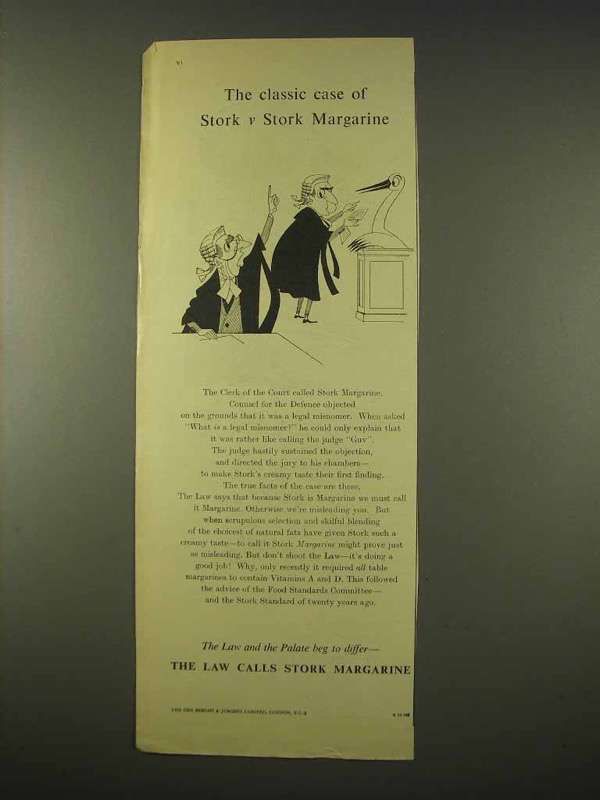 vi
The classic case of
Stork v Stork Margarine
The Clerk of the Court called Stork Margarine.
Counsel for the Defence objected
on the grounds that it was a legal misnomer. When asked
"What is a legal misnomer?" he could only explain that
it was rather like calling the judge "Guv".
The judge hastily sustained the objection,
and directed the jury to his chambers—
to make Stork's creamy taste their first finding.
The true facts of the case are these.
The Law says that because Stork is Margarine we must call
it Margarine. Otherwise we're misleading you. But
when scrupulous selection and skilful blending
of the choicest of natural fats have given Stork such a
creamy taste—to call it Stork Margarine might prove just
as misleading. But don't shoot the Law—it's doing a
good job! Why, only recently it required all table
margarines to contain Vitamins A and D. This followed
the advice of the Food Standards Committee—
and the Stork Standard of twenty years ago.
The Law and the Palate beg to differ—
THE LAW CALLS STORK MARGARINE
VAN DEN BERGHS & JURGENS LIMITED, LONDON, E.C.4